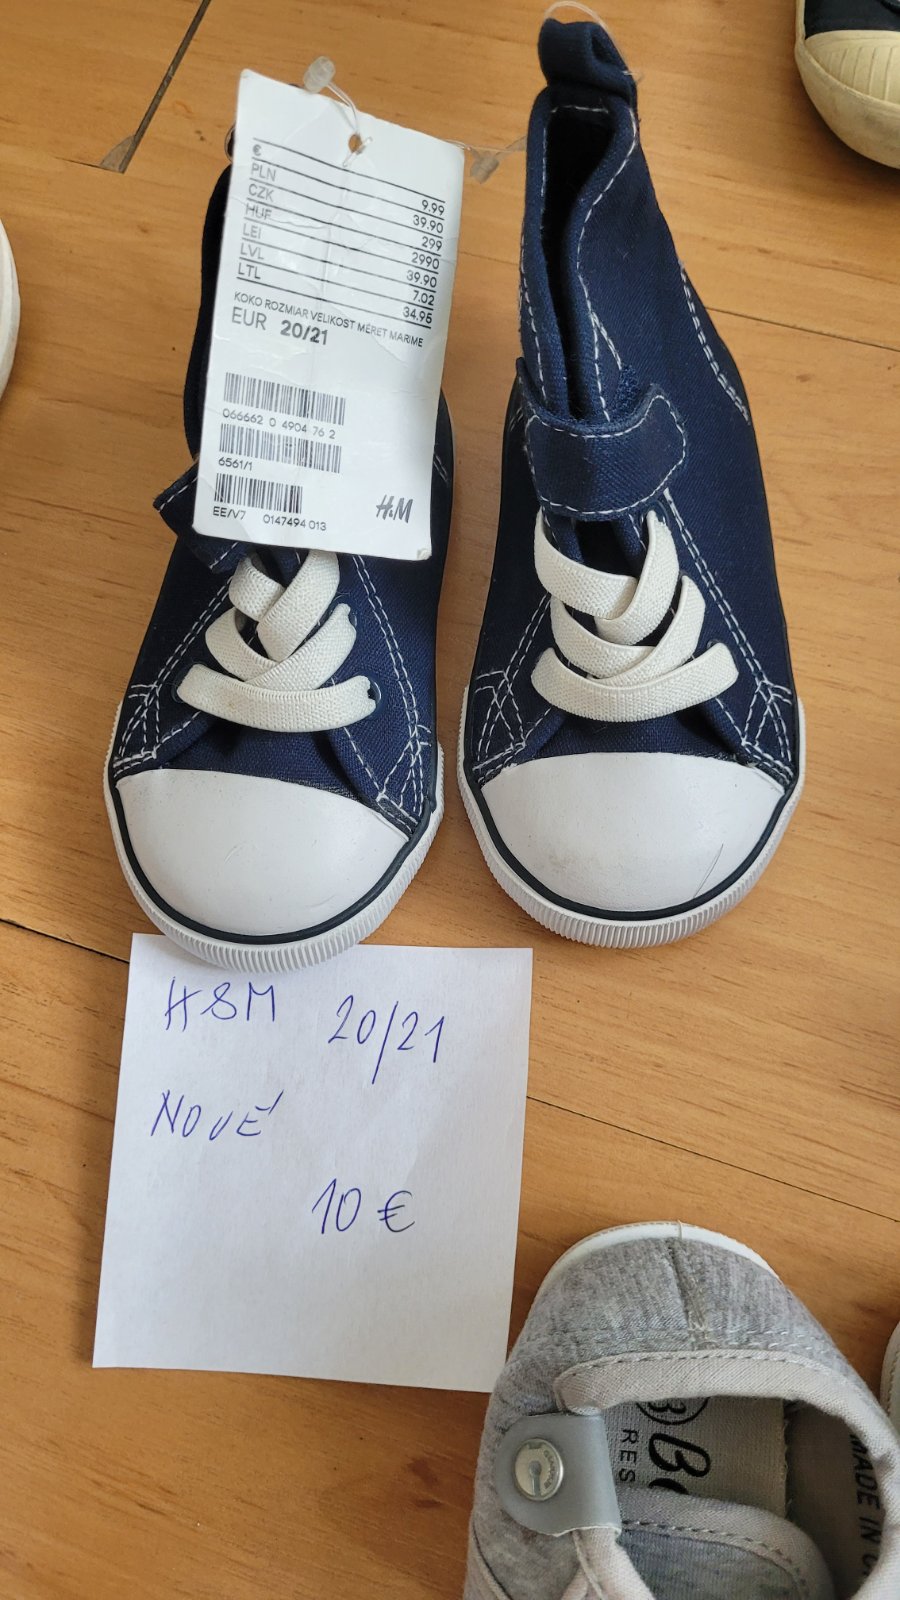 € 9.99
PLN 39.90
CZK 299
HUF 2990
LEI 39.90
LVL 7.02
LTL 34.95
KOKO ROZMIAR VELIKOST MÉRET MARIME
EUR 20/21
066662 0 4904 76 2
6561/1
EE/V7 0147494 013
H&M
H&M 20/21
NOVÉ
10 €
RES
MADE IN